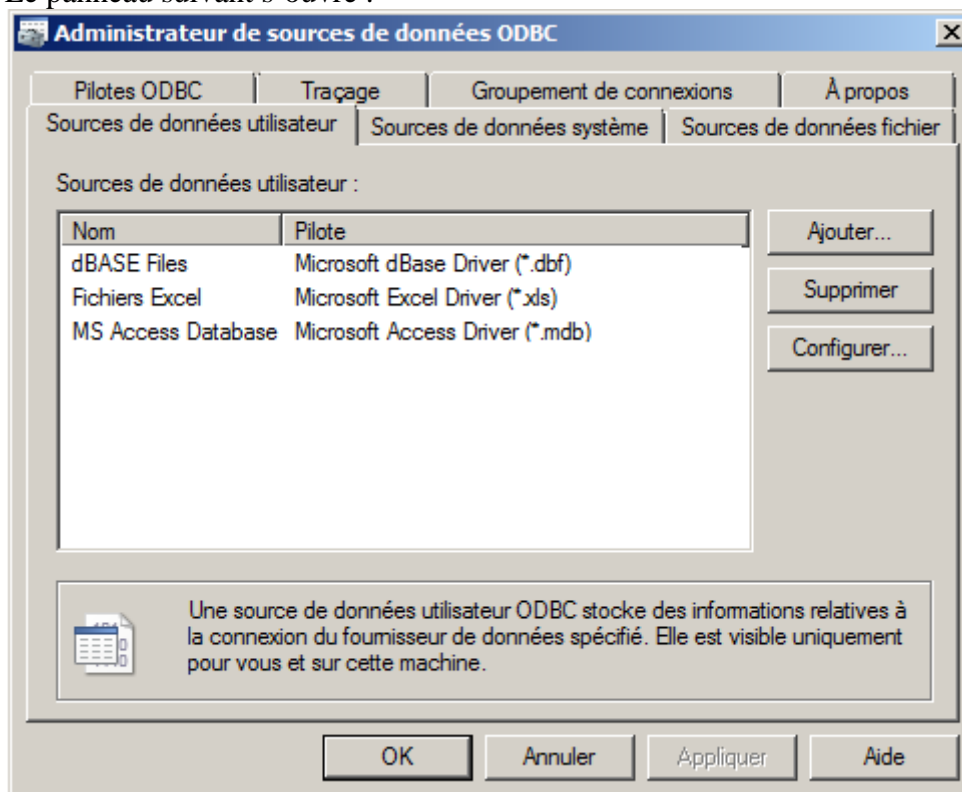 Le panneau suivant s'ouvre :
Administrateur de sources de données ODBC
Pilotes ODBC Traçage Groupement de connexions À propos
Sources de données utilisateur Sources de données système Sources de données fichier
Sources de données utilisateur :
Nom Pilote
dBASE Files Microsoft dBase Driver (*.dbf)
Fichiers Excel Microsoft Excel Driver (*.xls)
MS Access Database Microsoft Access Driver (*.mdb)
Ajouter...
Supprimer
Configurer...
Une source de données utilisateur ODBC stocke des informations relatives à
la connexion du fournisseur de données spécifié. Elle est visible uniquement
pour vous et sur cette machine.
OK Annuler Appliquer Aide